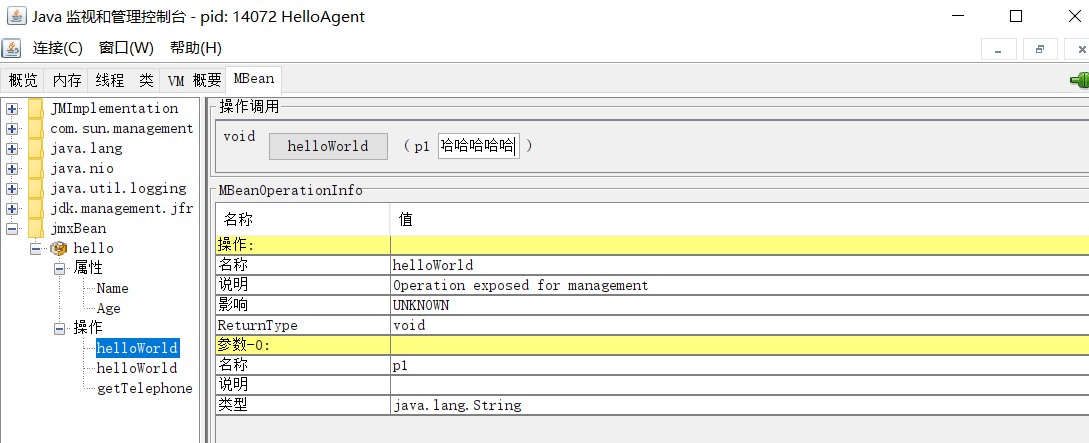 Java 监视和管理控制台 - pid: 14072 HelloAgent
连接(C) 窗口(W) 帮助(H)
概览 内存 线程 类 VM 概要 MBean
JMImplementation
com.sun.management
java.lang
java.nio
java.util.logging
jdk.management.jfr
jmxBean
hello
属性
Name
Age
操作
helloWorld
helloWorld
getTelephone
操作调用
void helloWorld ( p1 哈哈哈哈哈 )
MBeanOperationInfo
名称 值
操作:
名称 helloWorld
说明 Operation exposed for management
影响 UNKNOWN
ReturnType void
参数-0:
名称 p1
说明
类型 java.lang.String